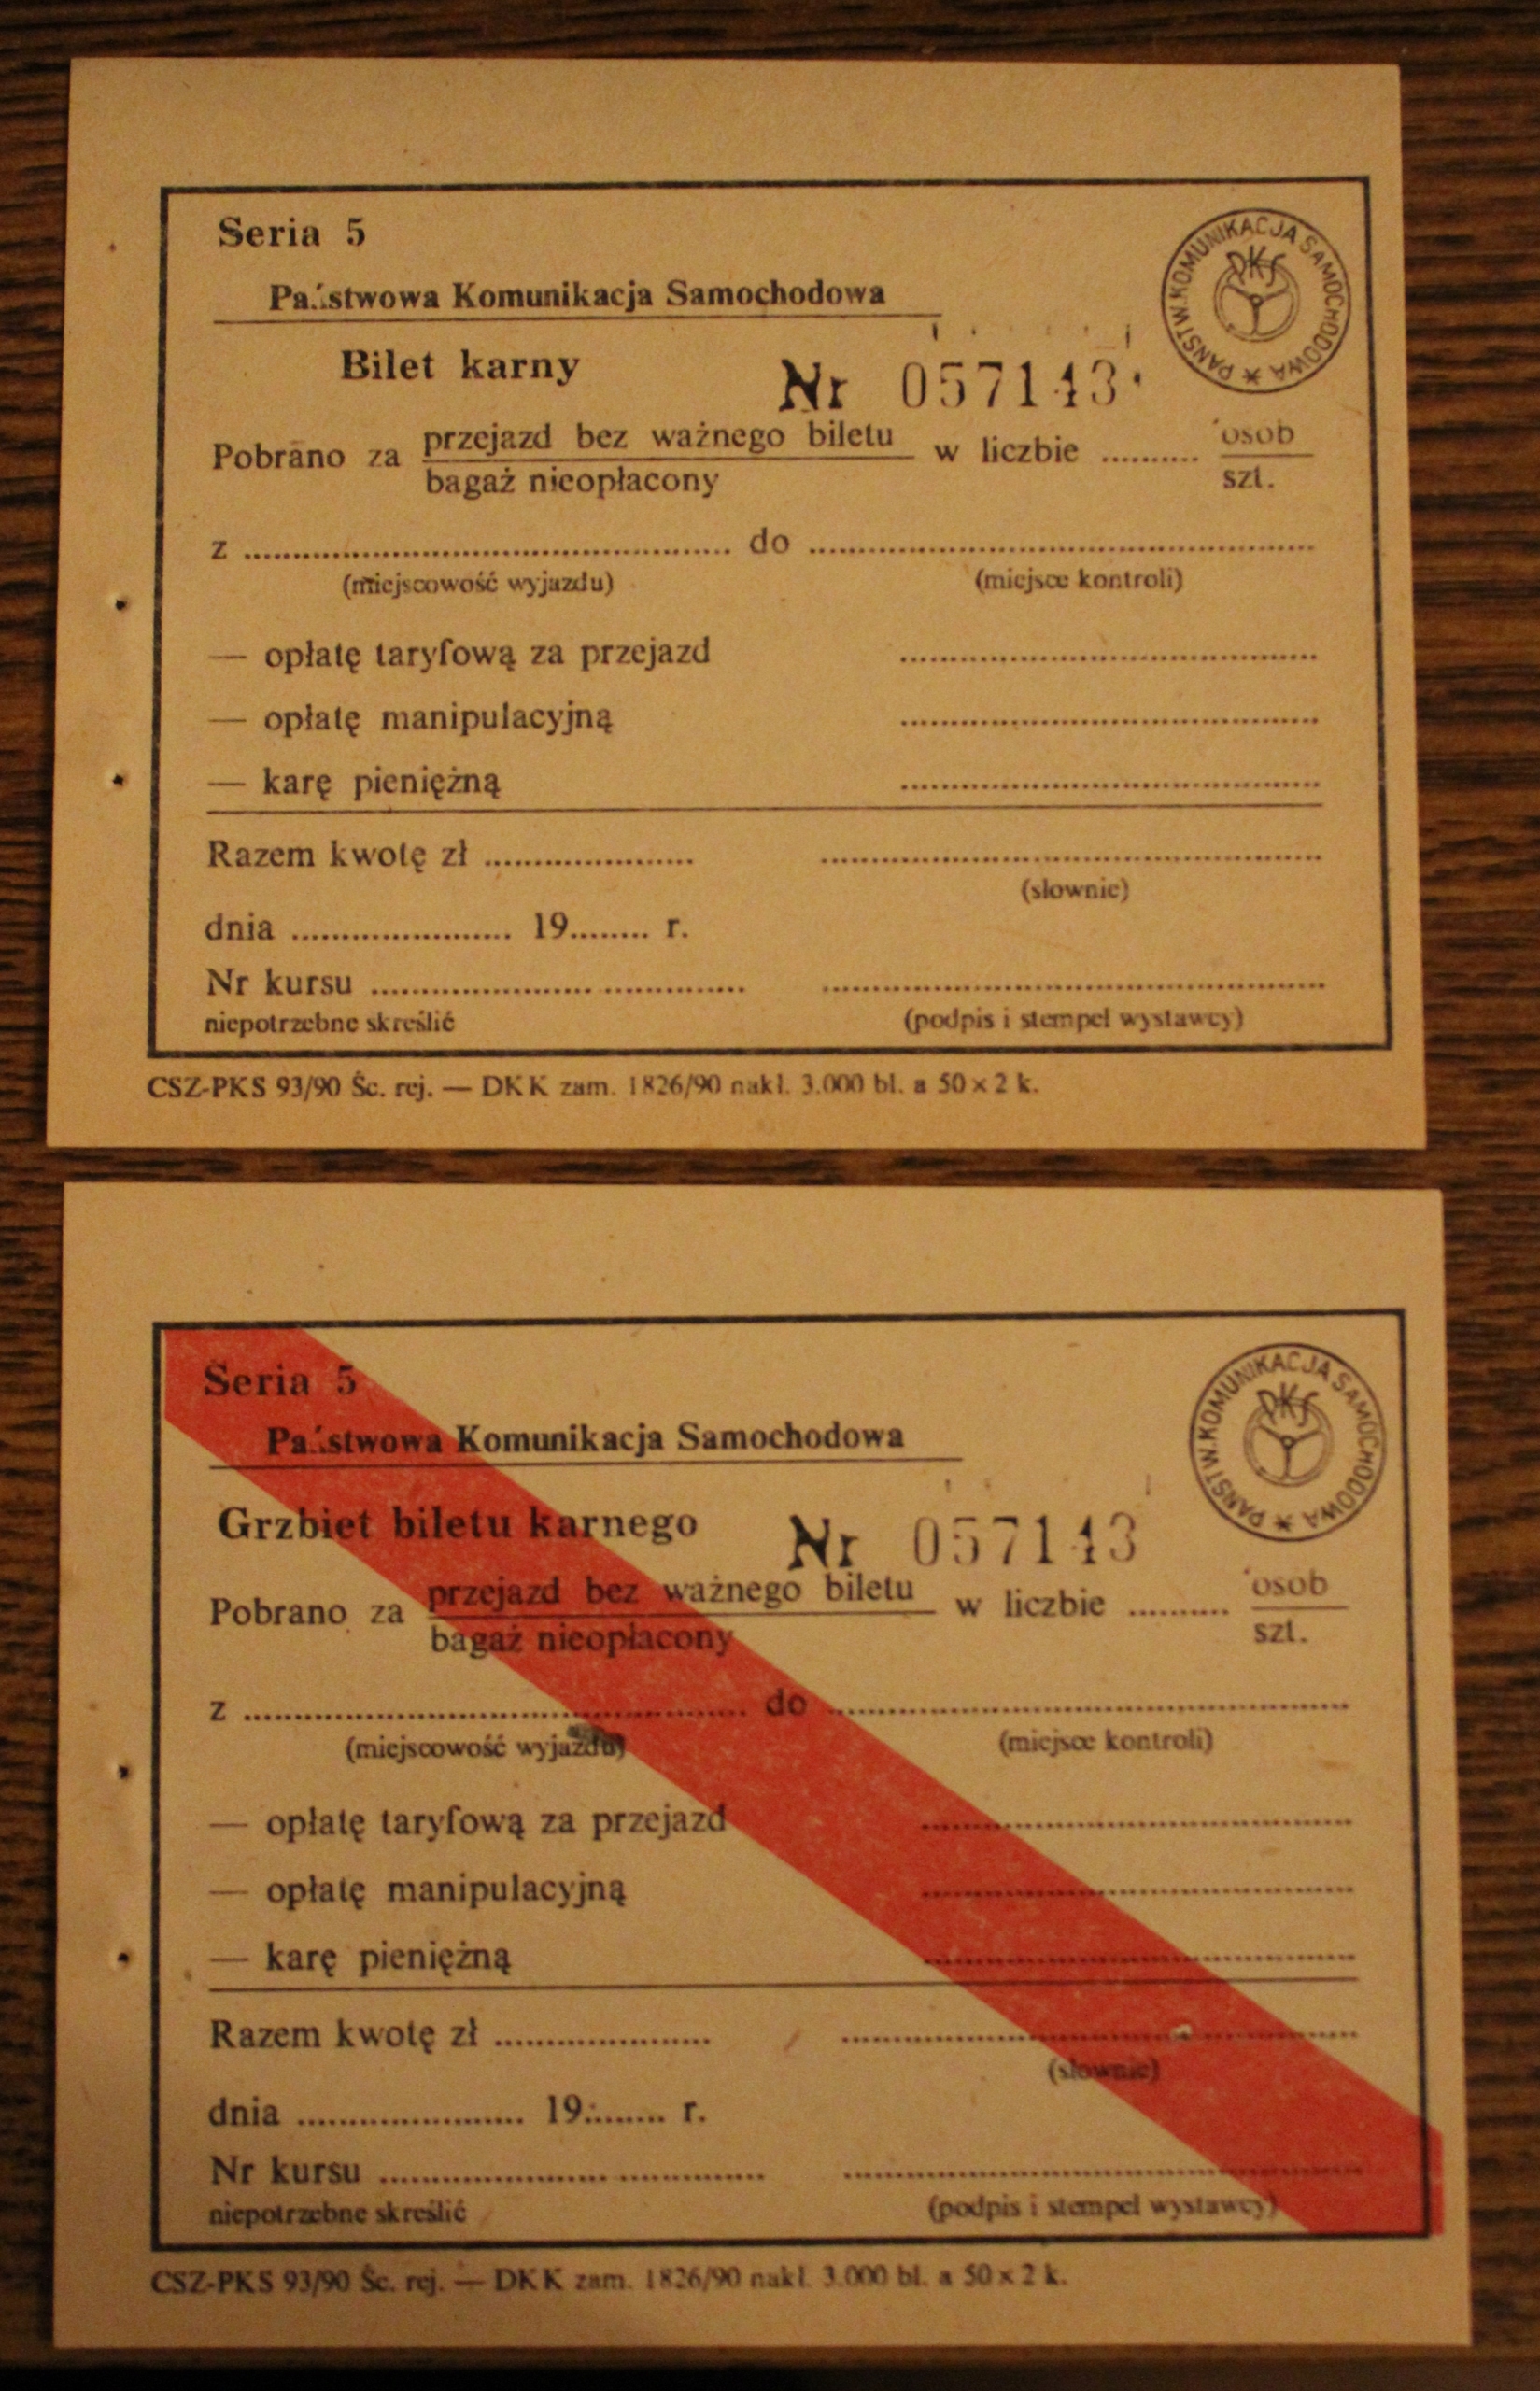 Seria 5
PAŃSTW.KOMUNIKACJA SAMOCHODOWA
PKS
Państwowa Komunikacja Samochodowa
Bilet karny
Nr 057143
Pobrano za przejazd bez ważnego biletu w liczbie .......... osob
bagaż nieopłacony szt.
z .......... do ..........
(miejscowość wyjazdu) (miejsce kontroli)
— opłatę taryfową za przejazd ..........
— opłatę manipulacyjną ..........
— karę pieniężną ..........
Razem kwotę zł .......... ..........
(słownie)
dnia .......... 19........ r.
Nr kursu .......... ..........
niepotrzebne skreślić (podpis i stempel wystawcy)
CSZ-PKS 93/90 Śc. rej. — DKK zam. 1826/90 nakł. 3.000 bl. a 50 x 2 k.
Seria 5
PAŃSTW.KOMUNIKACJA SAMOCHODOWA
PKS
Państwowa Komunikacja Samochodowa
Grzbiet biletu karnego
Nr 057143
Pobrano za przejazd bez ważnego biletu w liczbie .......... osob
bagaż nieopłacony szt.
z .......... do ..........
(miejscowość wyjazdu) (miejsce kontroli)
— opłatę taryfową za przejazd ..........
— opłatę manipulacyjną ..........
— karę pieniężną ..........
Razem kwotę zł .......... ..........
(słownie)
dnia .......... 19........ r.
Nr kursu .......... ..........
niepotrzebne skreślić (podpis i stempel wystawcy)
CSZ-PKS 93/90 Śc. rej. — DKK zam. 1826/90 nakł. 3.000 bl. a 50 x 2 k.